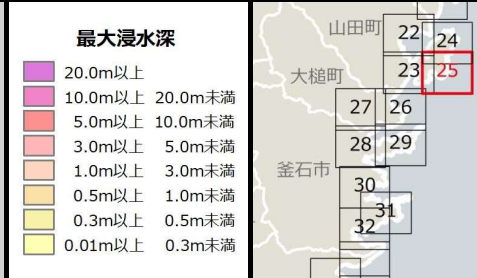 最大浸水深
20.0m以上
10.0m以上 20.0m未満
5.0m以上 10.0m未満
3.0m以上 5.0m未満
1.0m以上 3.0m未満
0.5m以上 1.0m未満
0.3m以上 0.5m未満
0.01m以上 0.3m未満
山田町
22
24
大槌町
23
25
27
26
28
29
釜石市
30
31
32